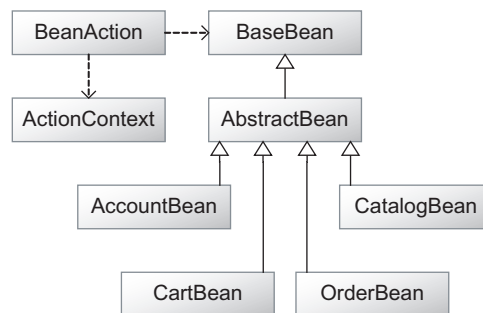 BeanAction
BaseBean
ActionContext
AbstractBean
AccountBean
CatalogBean
CartBean
OrderBean